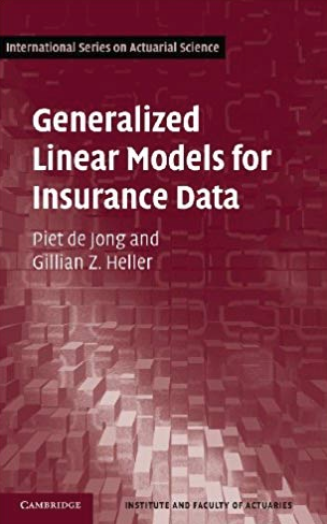 International Series on Actuarial Science
Generalized
Linear Models for
Insurance Data
Piet de Jong and
Gillian Z. Heller
CAMBRIDGE
INSTITUTE AND FACULTY OF ACTUARIES